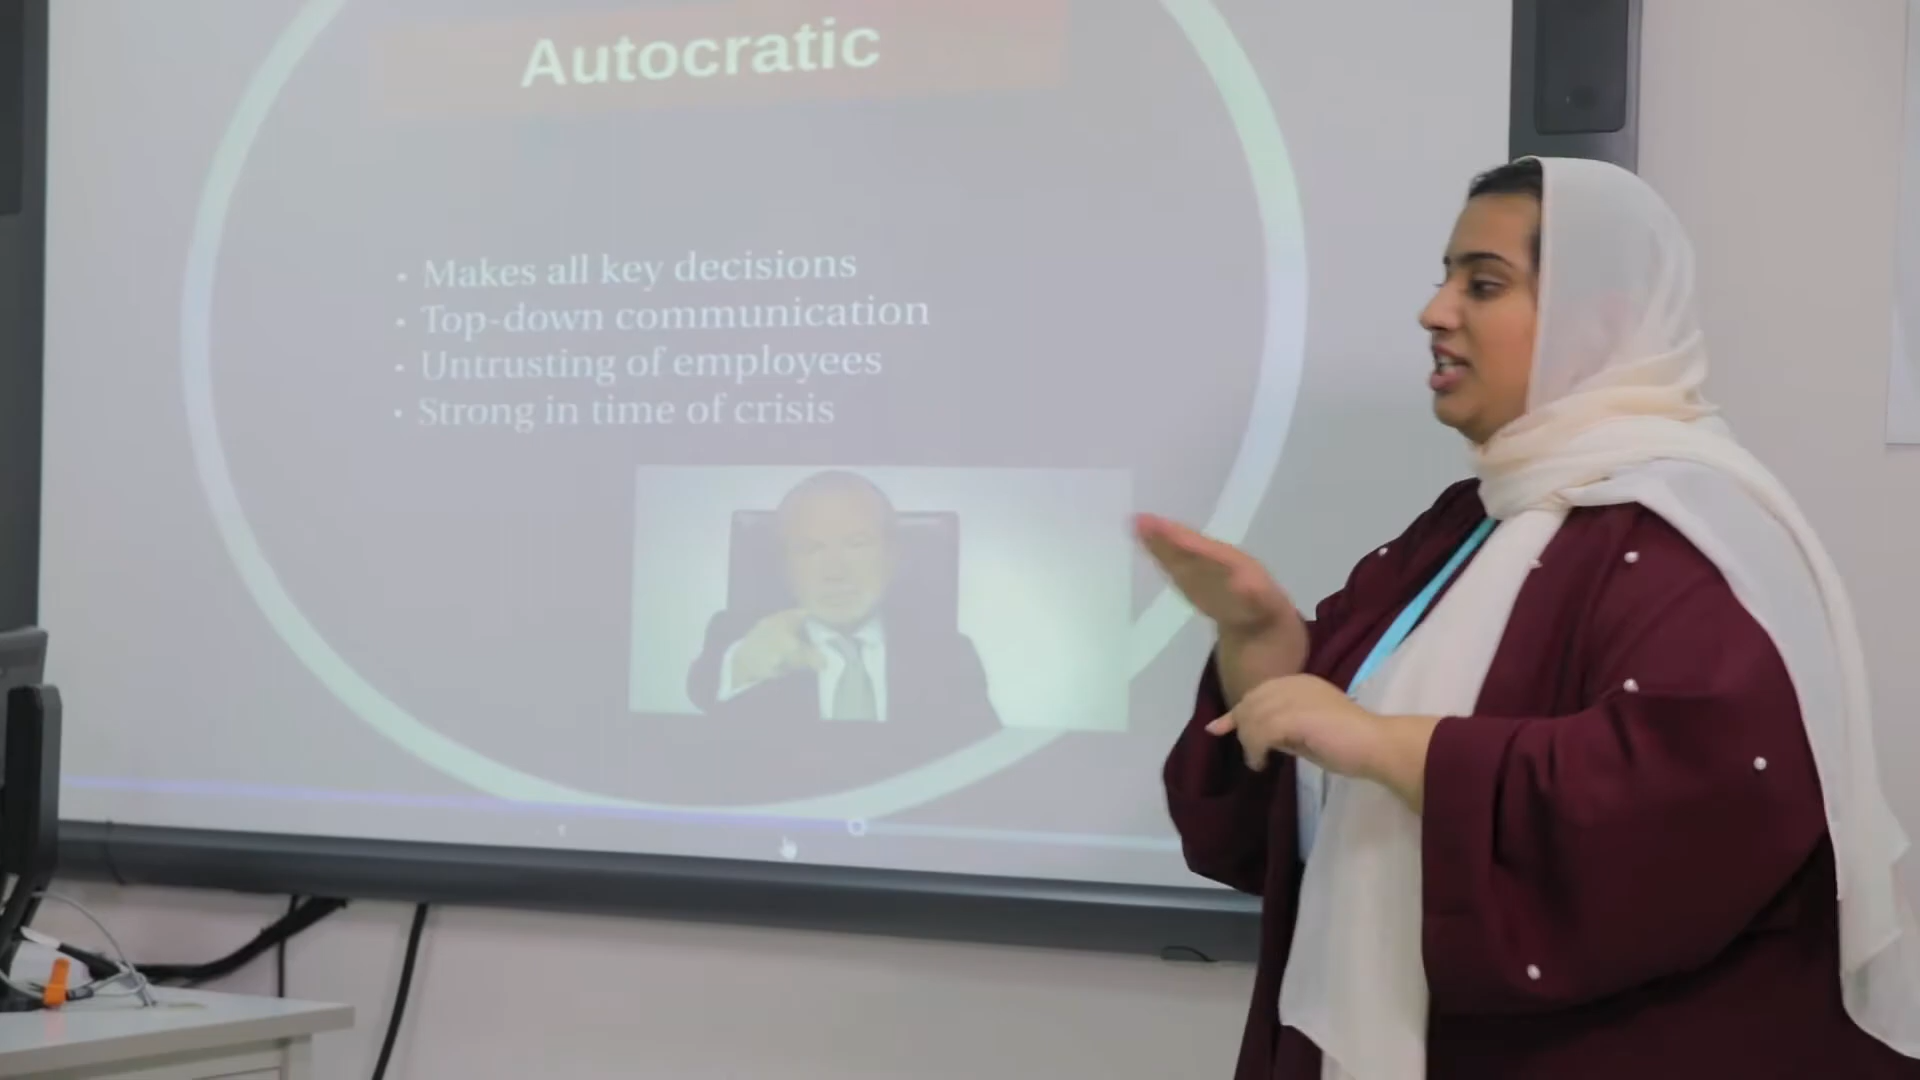 Autocratic
• Makes all key decisions
• Top-down communication
• Untrusting of employees
• Strong in time of crisis